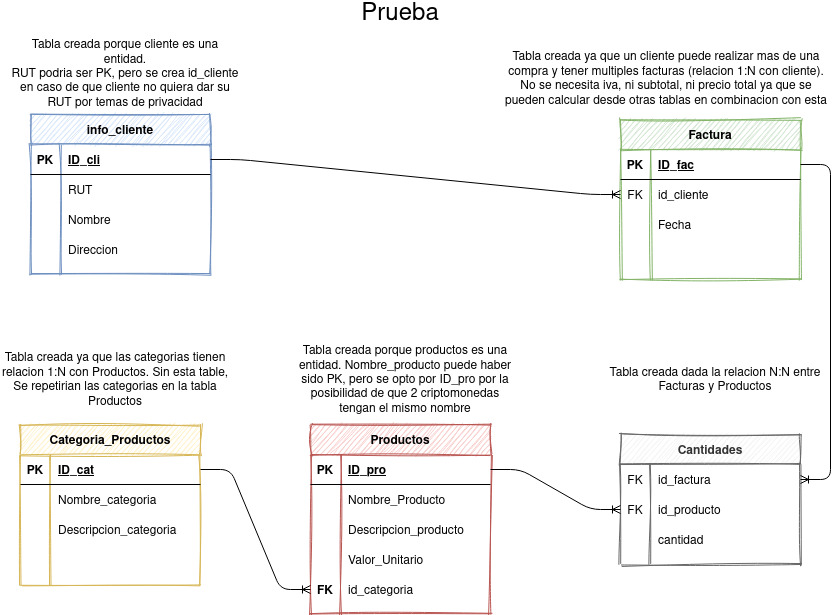 Prueba
Tabla creada porque cliente es una
entidad.
RUT podria ser PK, pero se crea id_cliente
en caso de que cliente no quiera dar su
RUT por temas de privacidad
info_cliente
PK ID_cli
RUT
Nombre
Direccion
Tabla creada ya que un cliente puede realizar mas de una
compra y tener multiples facturas (relacion 1:N con cliente).
No se necesita iva, ni subtotal, ni precio total ya que se
pueden calcular desde otras tablas en combinacion con esta
Factura
PK ID_fac
FK id_cliente
Fecha
Tabla creada ya que las categorias tienen
relacion 1:N con Productos. Sin esta table,
Se repetirian las categorias en la tabla
Productos
Categoria_Productos
PK ID_cat
Nombre_categoria
Descripcion_categoria
Tabla creada porque productos es una
entidad. Nombre_producto puede haber
sido PK, pero se opto por ID_pro por la
posibilidad de que 2 criptomonedas
tengan el mismo nombre
Productos
PK ID_pro
Nombre_Producto
Descripcion_producto
Valor_Unitario
FK id_categoria
Tabla creada dada la relacion N:N entre
Facturas y Productos
Cantidades
FK id_factura
FK id_producto
cantidad